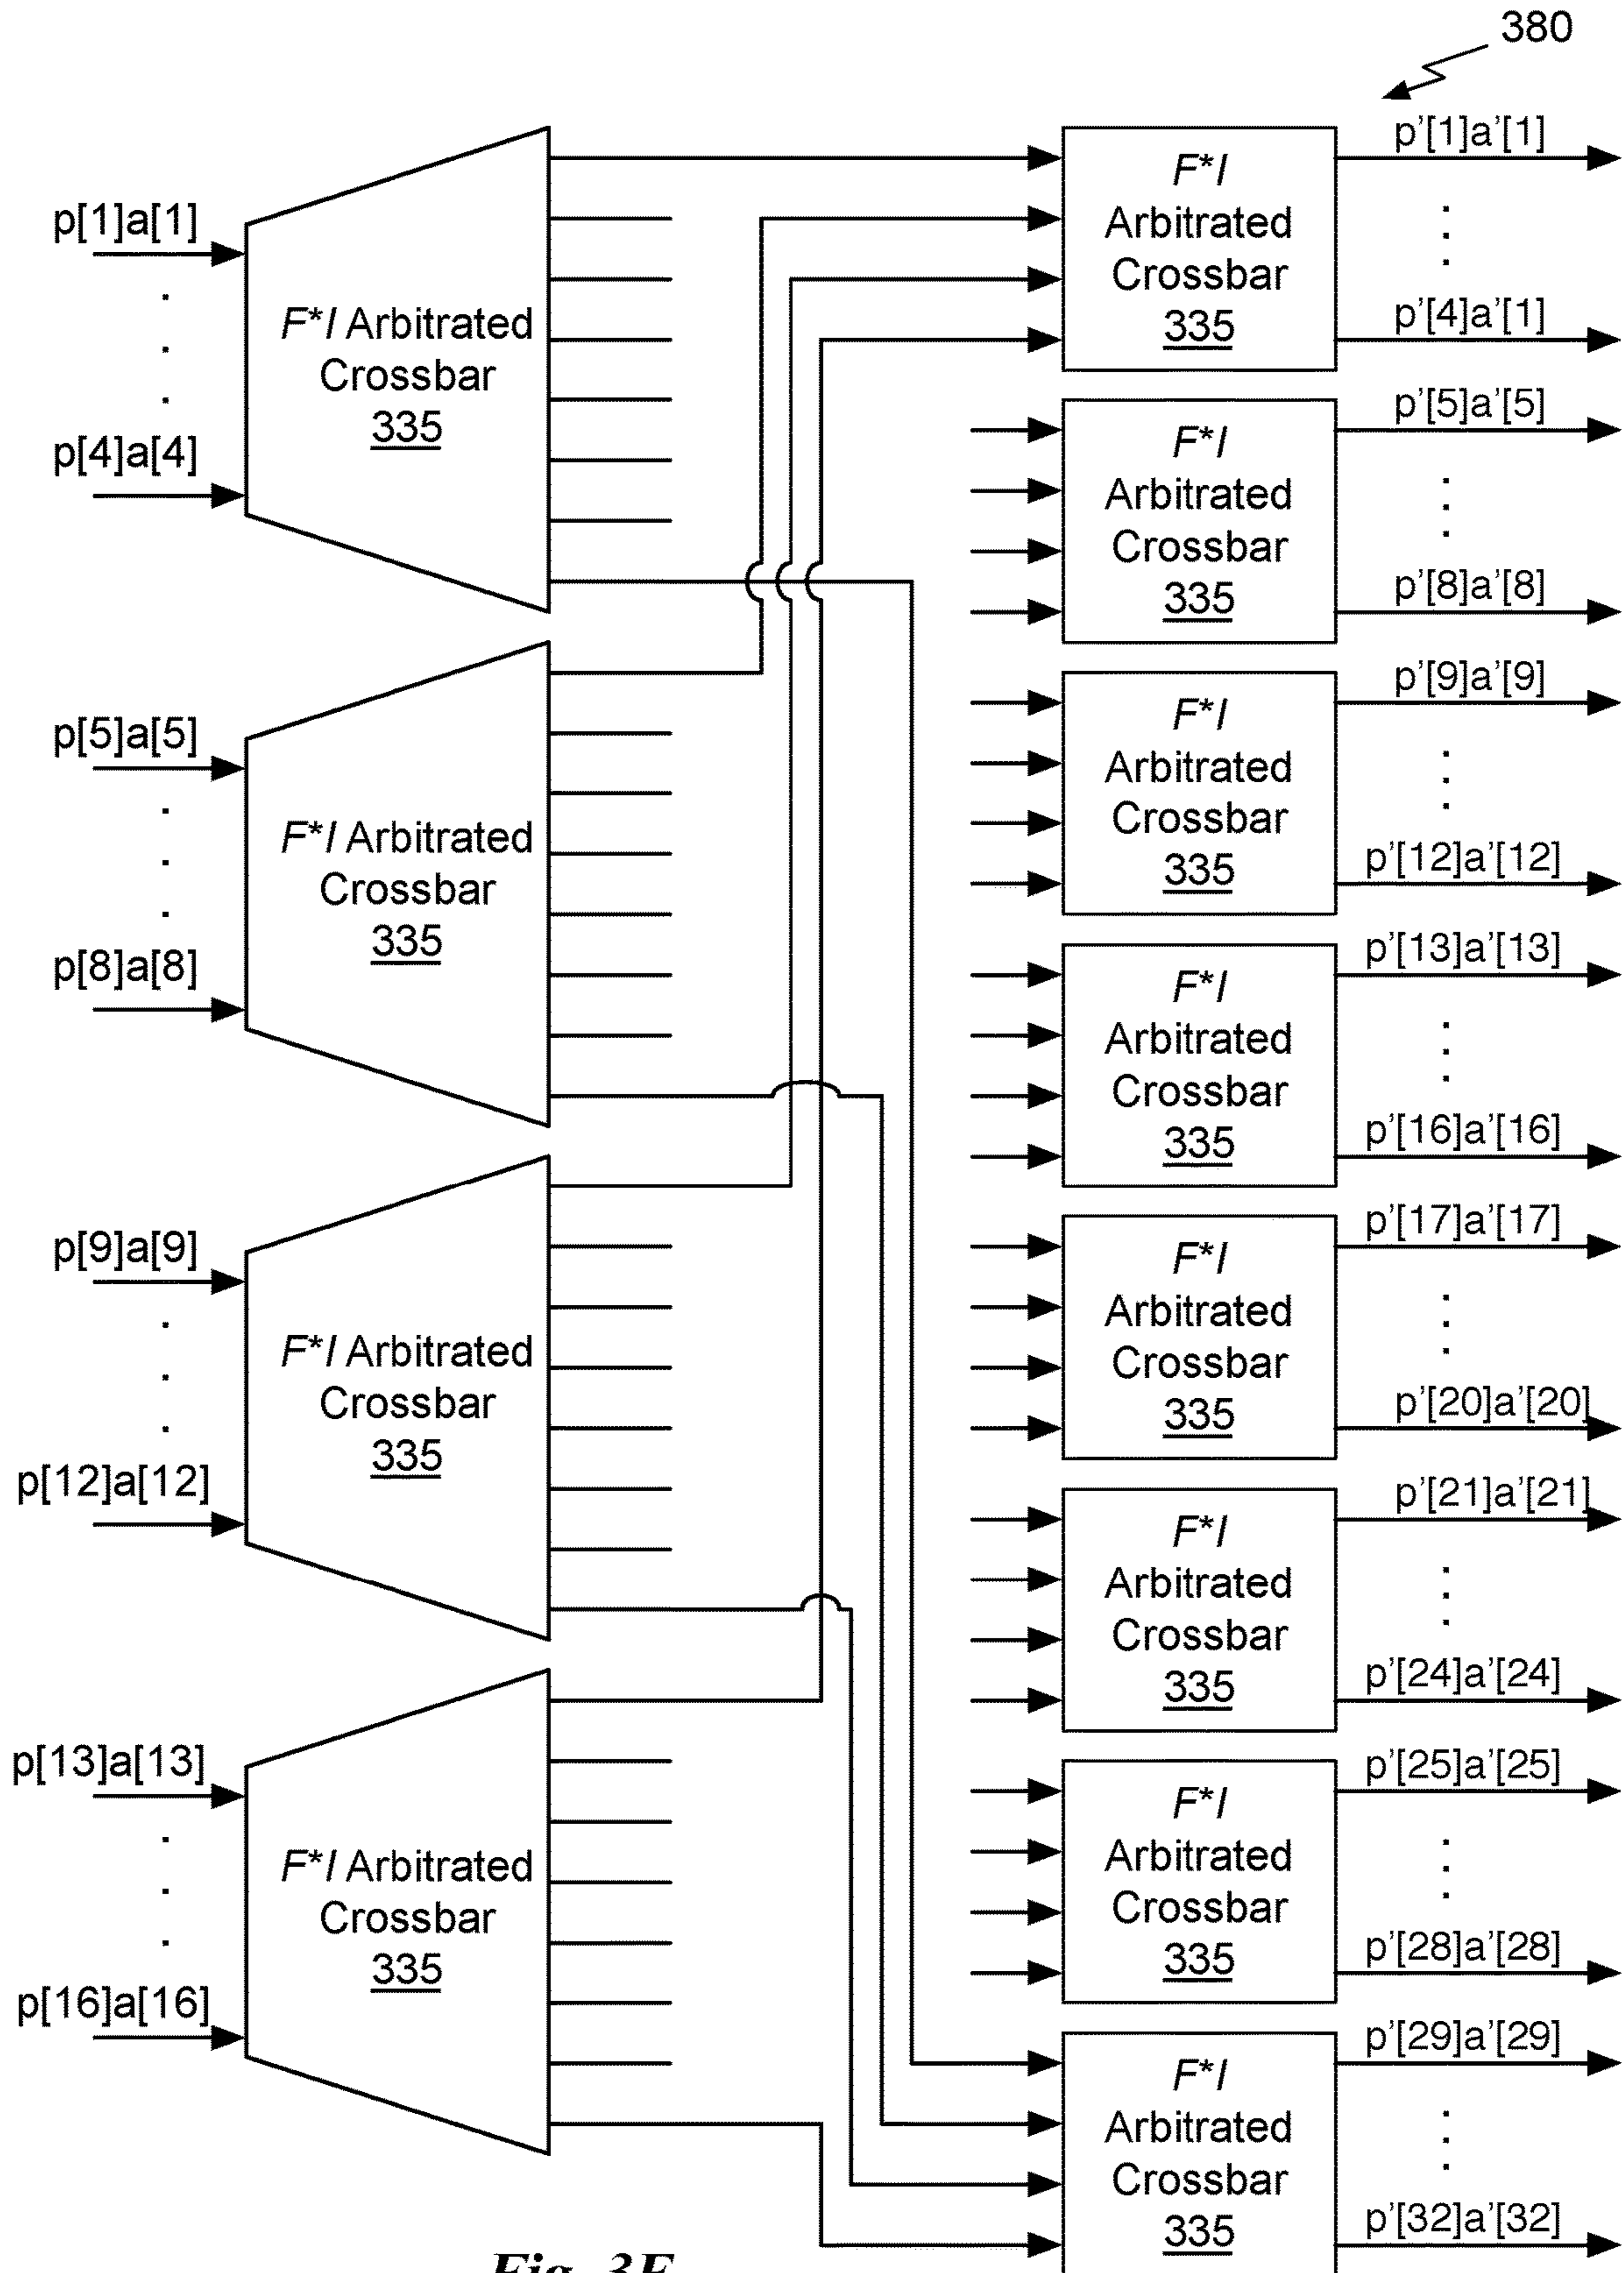 380
p[1]a[1]
p[4]a[4]
F*I Arbitrated
Crossbar
335
p[5]a[5]
p[8]a[8]
F*I Arbitrated
Crossbar
335
p[9]a[9]
p[12]a[12]
F*I Arbitrated
Crossbar
335
p[13]a[13]
p[16]a[16]
F*I Arbitrated
Crossbar
335
F*I
Arbitrated
Crossbar
335
p'[1]a'[1]
p'[4]a'[1]
F*I
Arbitrated
Crossbar
335
p'[5]a'[5]
p'[8]a'[8]
F*I
Arbitrated
Crossbar
335
p'[9]a'[9]
p'[12]a'[12]
F*I
Arbitrated
Crossbar
335
p'[13]a'[13]
p'[16]a'[16]
F*I
Arbitrated
Crossbar
335
p'[17]a'[17]
p'[20]a'[20]
F*I
Arbitrated
Crossbar
335
p'[21]a'[21]
p'[24]a'[24]
F*I
Arbitrated
Crossbar
335
p'[25]a'[25]
p'[28]a'[28]
F*I
Arbitrated
Crossbar
335
p'[29]a'[29]
p'[32]a'[32]
Fig.